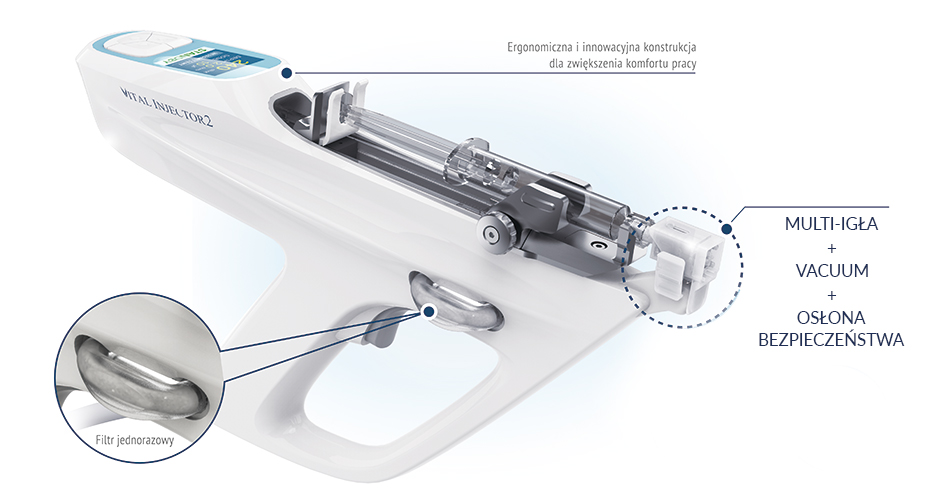 Ergonomiczna i innowacyjna konstrukcja
dla zwiększenia komfortu pracy
VITAL INJECTOR2
MULTI-IGŁA
+
VACUUM
+
OSŁONA
BEZPIECZEŃSTWA
Filtr jednorazowy